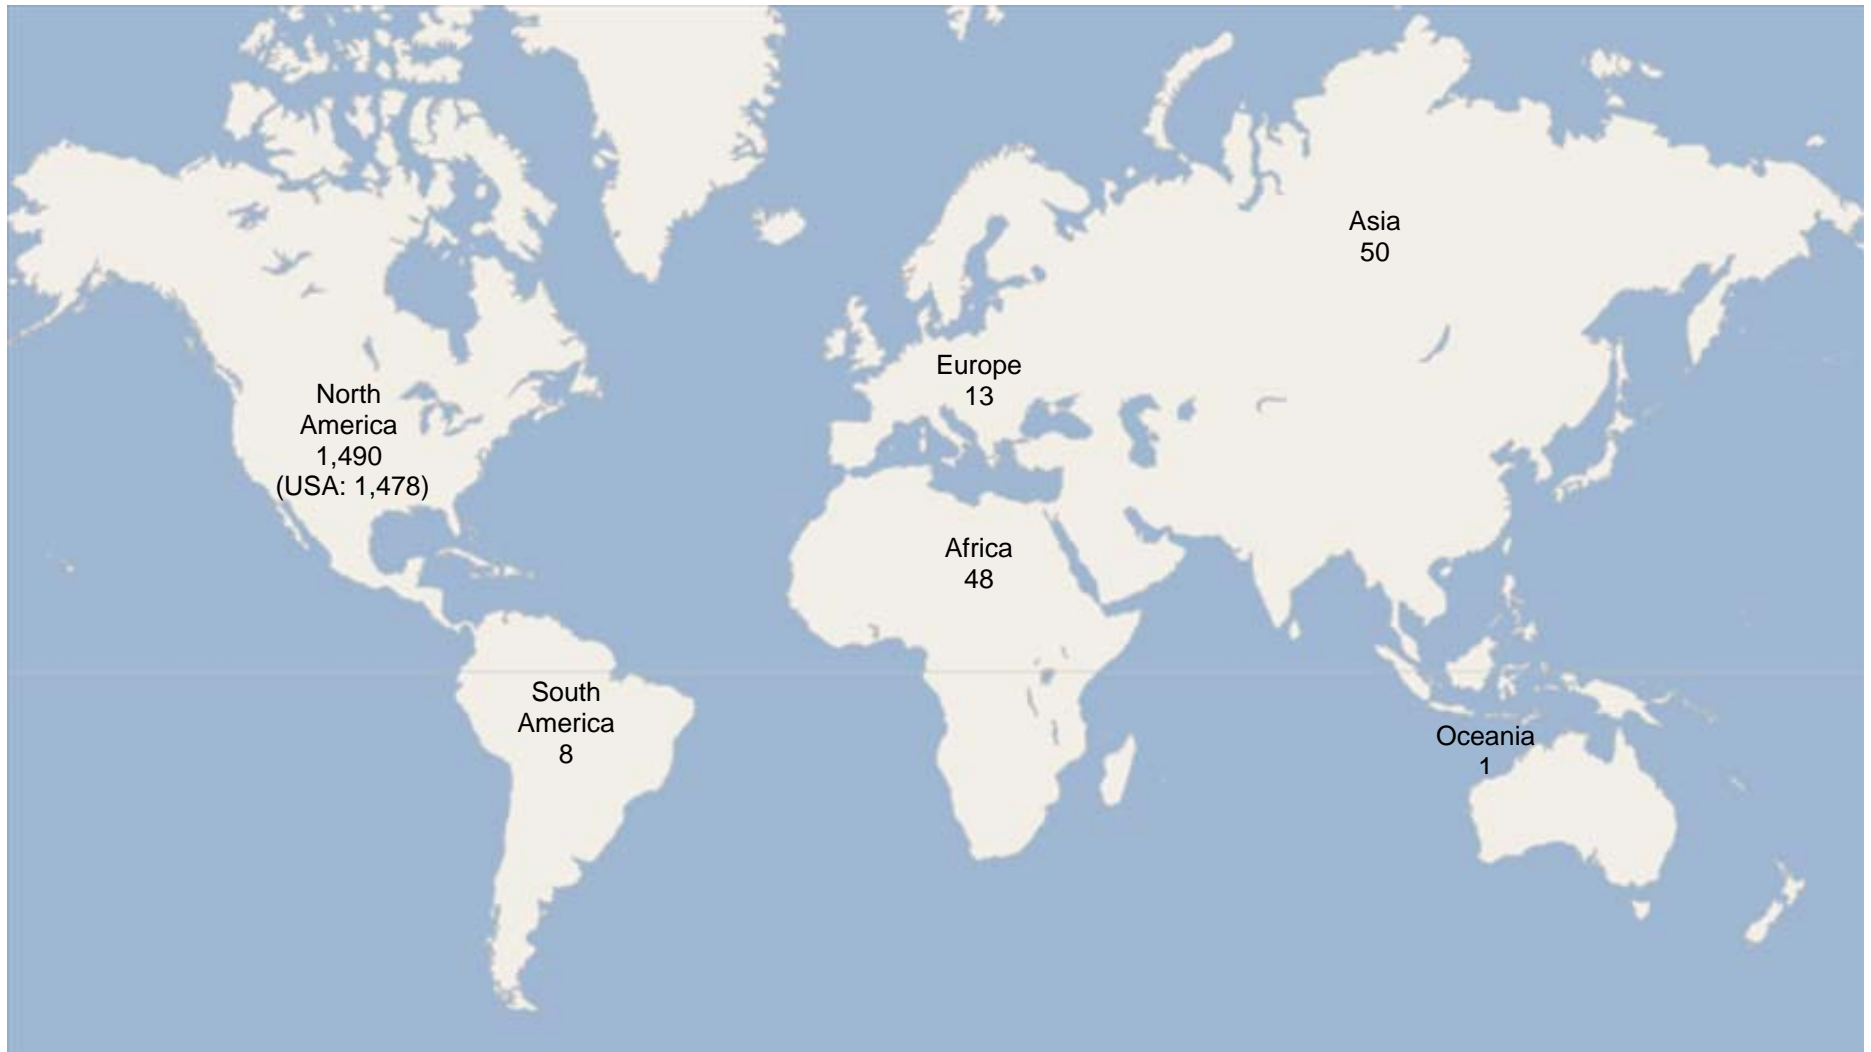 Asia
50
Europe
13
North
America
1,490
(USA: 1,478)
Africa
48
South
America
8
Oceania
1